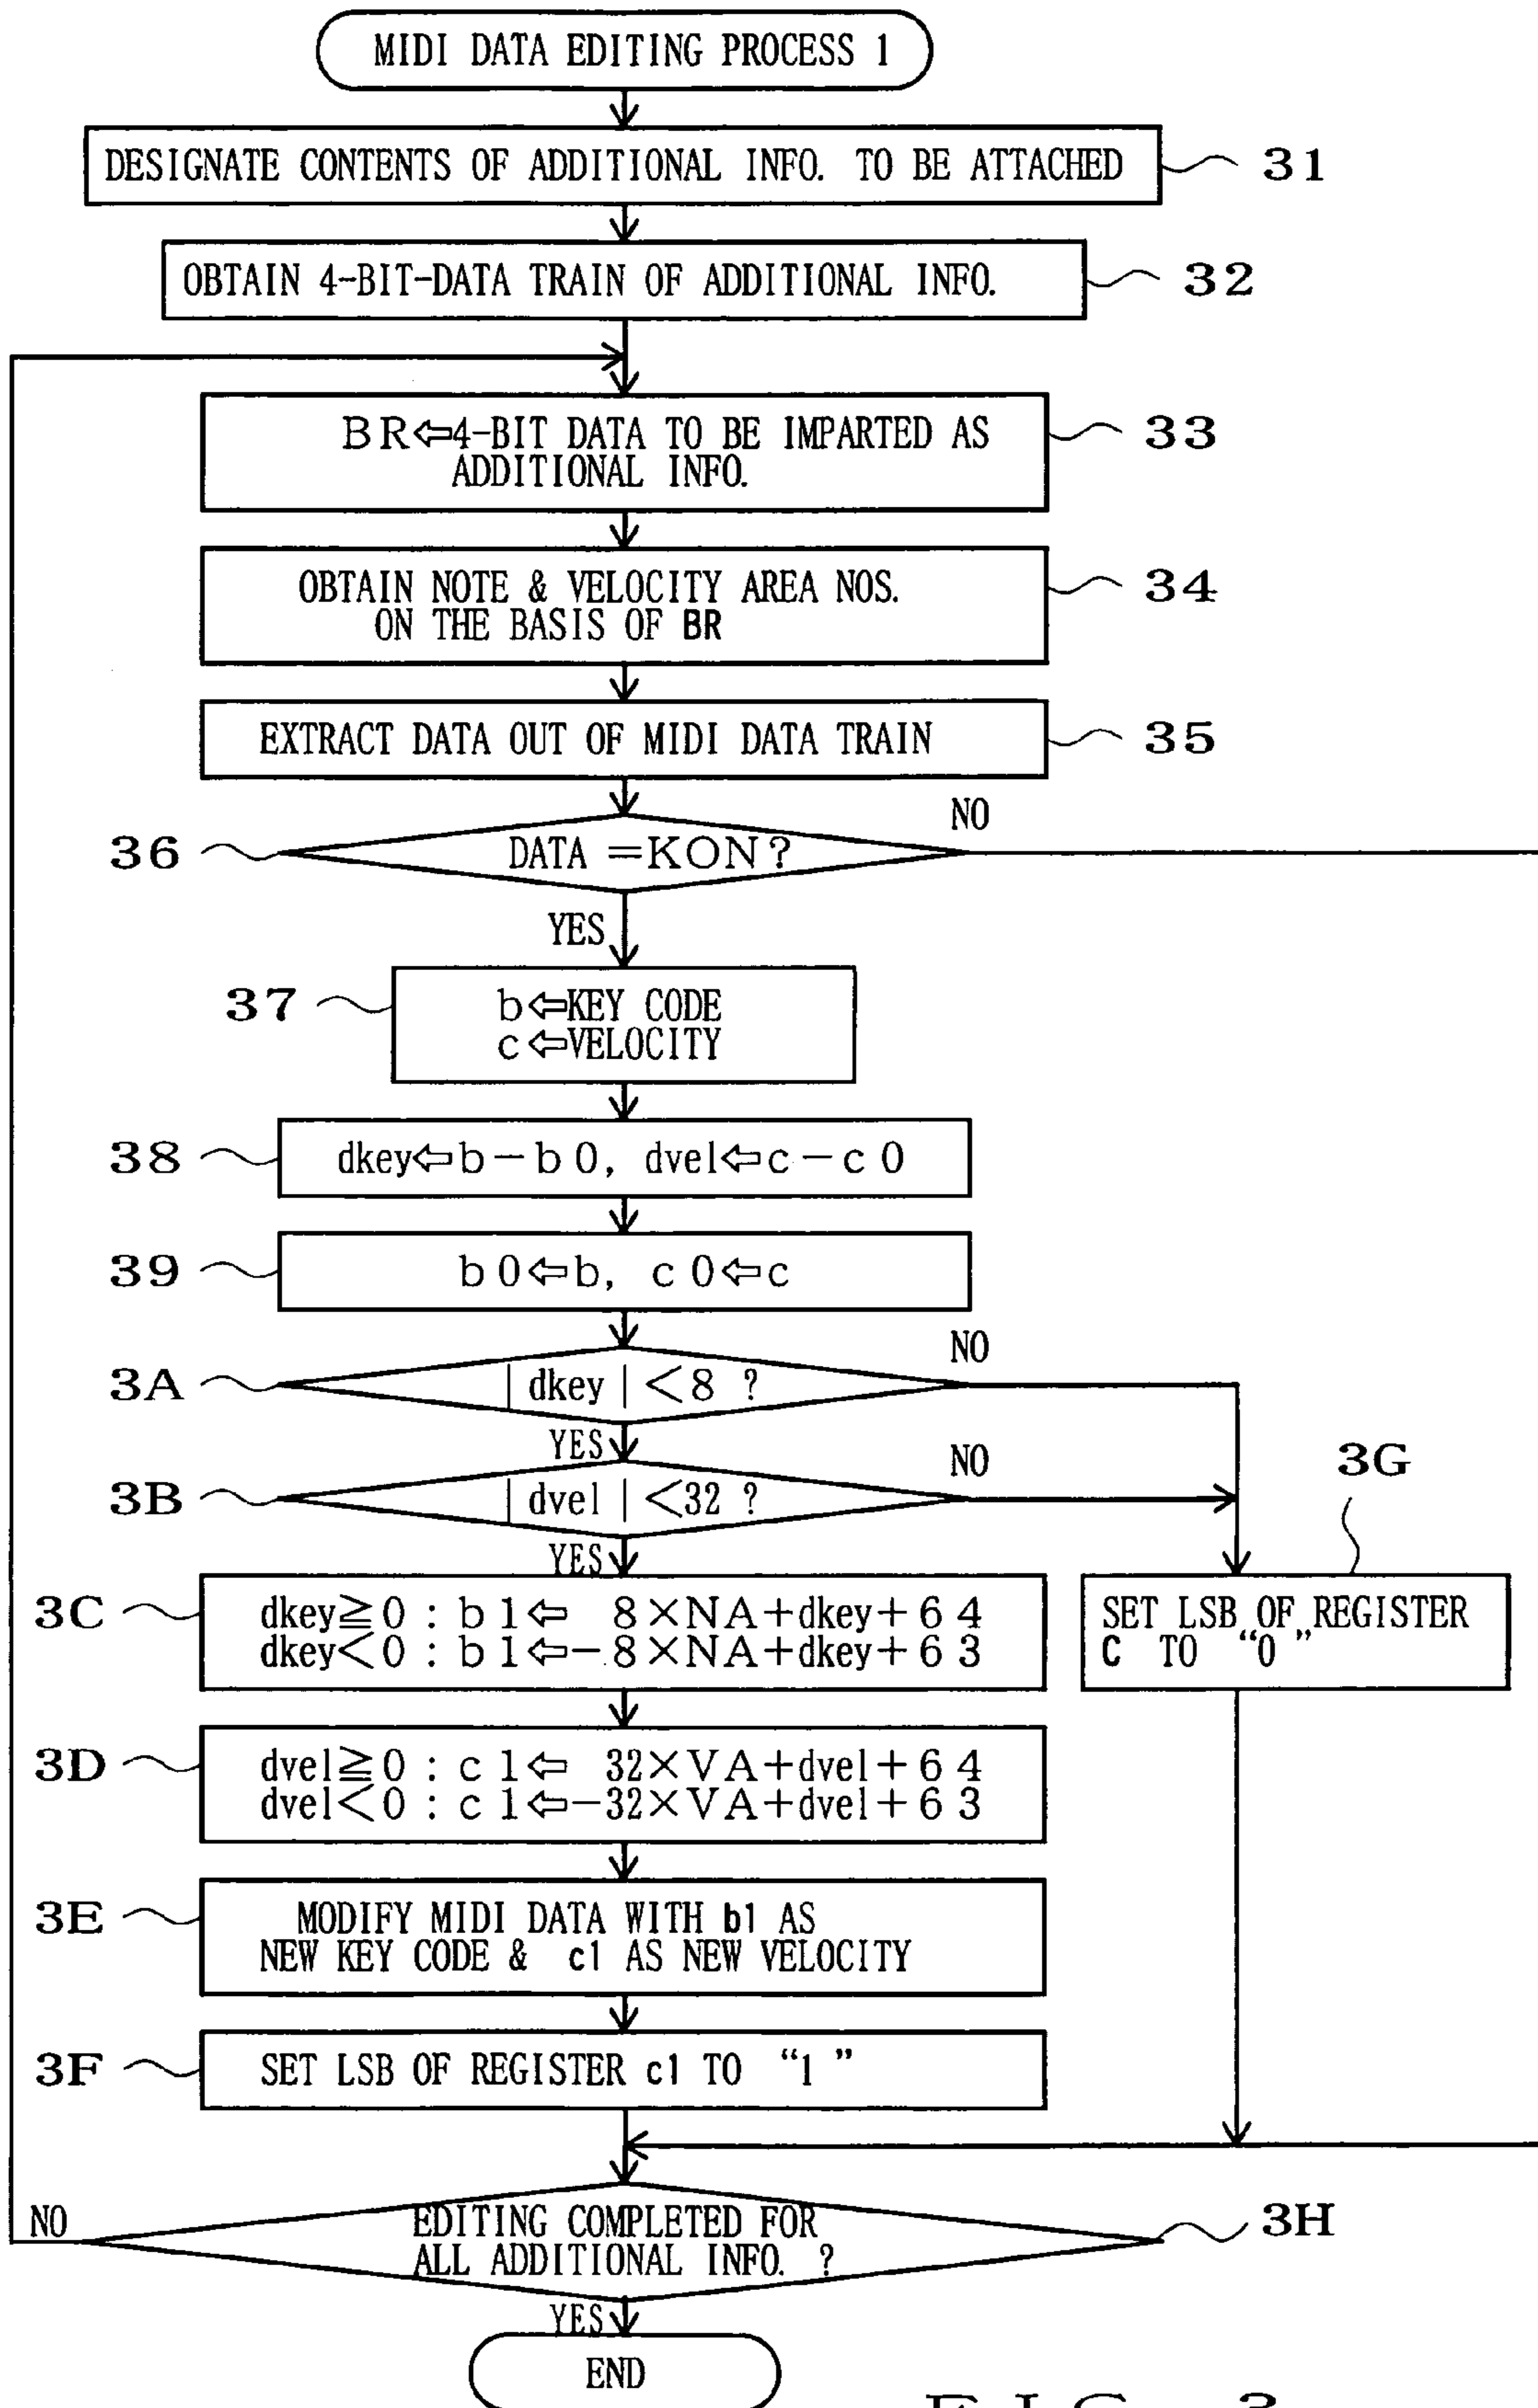 MIDI DATA EDITING PROCESS 1
DESIGNATE CONTENTS OF ADDITIONAL INFO. TO BE ATTACHED
31
OBTAIN 4-BIT-DATA TRAIN OF ADDITIONAL INFO.
32
BR⇦4-BIT DATA TO BE IMPARTED AS
ADDITIONAL INFO.
33
OBTAIN NOTE & VELOCITY AREA NOS.
ON THE BASIS OF BR
34
EXTRACT DATA OUT OF MIDI DATA TRAIN
35
NO
36
DATA =KON?
YES
37
b⇦KEY CODE
c⇦VELOCITY
38
dkey⇦b-b0, dvel⇦c-c0
39
b0⇦b, c0⇦c
NO
3A
|dkey|<8 ?
YES
NO
3B
|dvel|<32 ?
YES
3G
3C
dkey≧0 : b1⇦ 8×NA+dkey+64
dkey<0 : b1⇦-8×NA+dkey+63
SET LSB OF REGISTER
C TO "0"
3D
dvel≧0 : c1⇦ 32×VA+dvel+64
dvel<0 : c1⇦-32×VA+dvel+63
3E
MODIFY MIDI DATA WITH b1 AS
NEW KEY CODE & c1 AS NEW VELOCITY
3F
SET LSB OF REGISTER c1 TO "1"
NO
EDITING COMPLETED FOR
ALL ADDITIONAL INFO. ?
3H
YES
END
FIG. 3